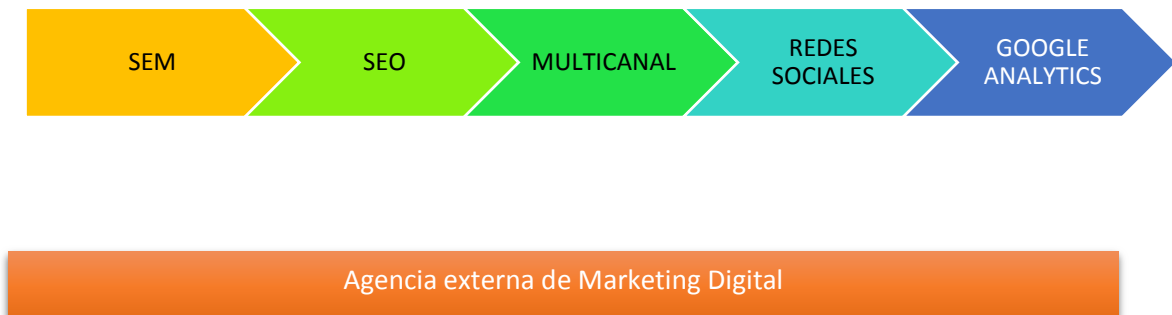 SEM
SEO
MULTICANAL
REDES
SOCIALES
GOOGLE
ANALYTICS
Agencia externa de Marketing Digital